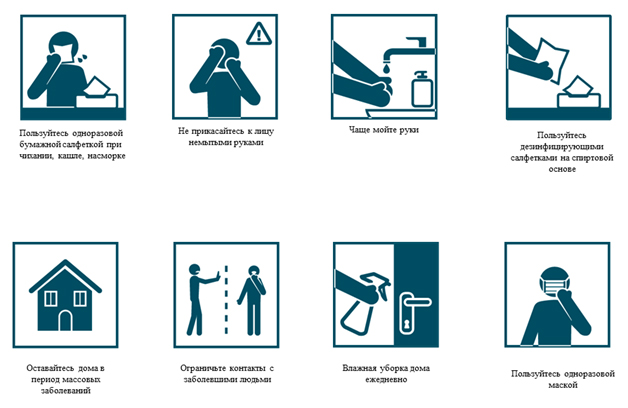 Пользуйтесь одноразовой
бумажной салфеткой при
чихании, кашле, насморке
Не прикасайтесь к лицу
немытыми руками
Чаще мойте руки
Пользуйтесь
дезинфицирующими
салфетками на спиртовой
основе
Оставайтесь дома в
период массовых
заболеваний
Ограничьте контакты с
заболевшими людьми
Влажная уборка дома
ежедневно
Пользуйтесь одноразовой
маской